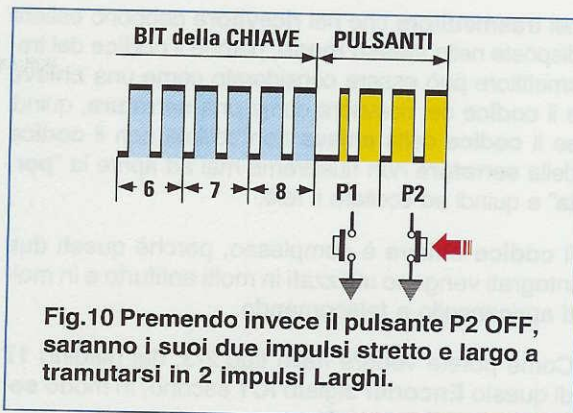 BIT della CHIAVE PULSANTI
6 7 8 P1 P2
Fig.10 Premendo invece il pulsante P2 OFF,
saranno i suoi due impulsi stretto e largo a
tramutarsi in 2 impulsi Larghi.